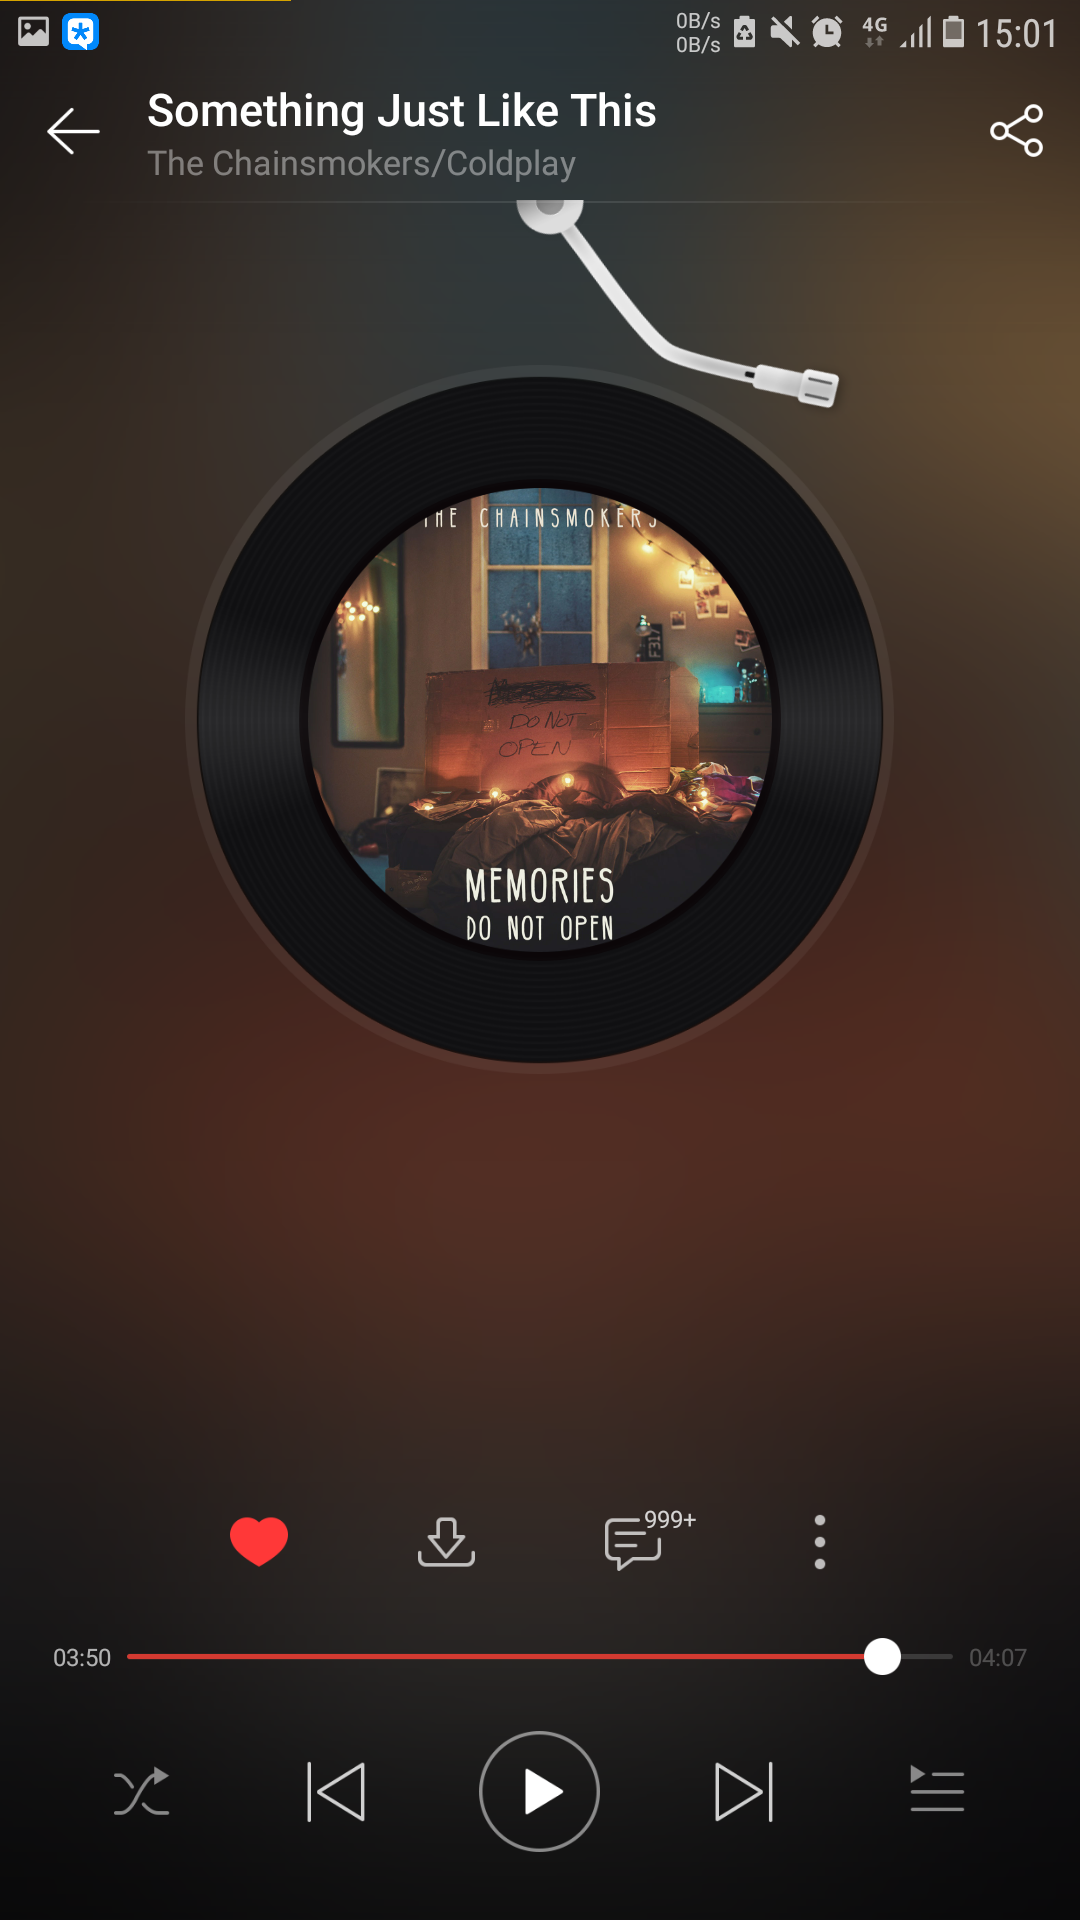 0B/s
0B/s
4G
15:01
Something Just Like This
The Chainsmokers/Coldplay
THE CHAINSMOKERS
F317
DO NOT
OPEN
MEMORIES
DO NOT OPEN
999+
03:50
04:07